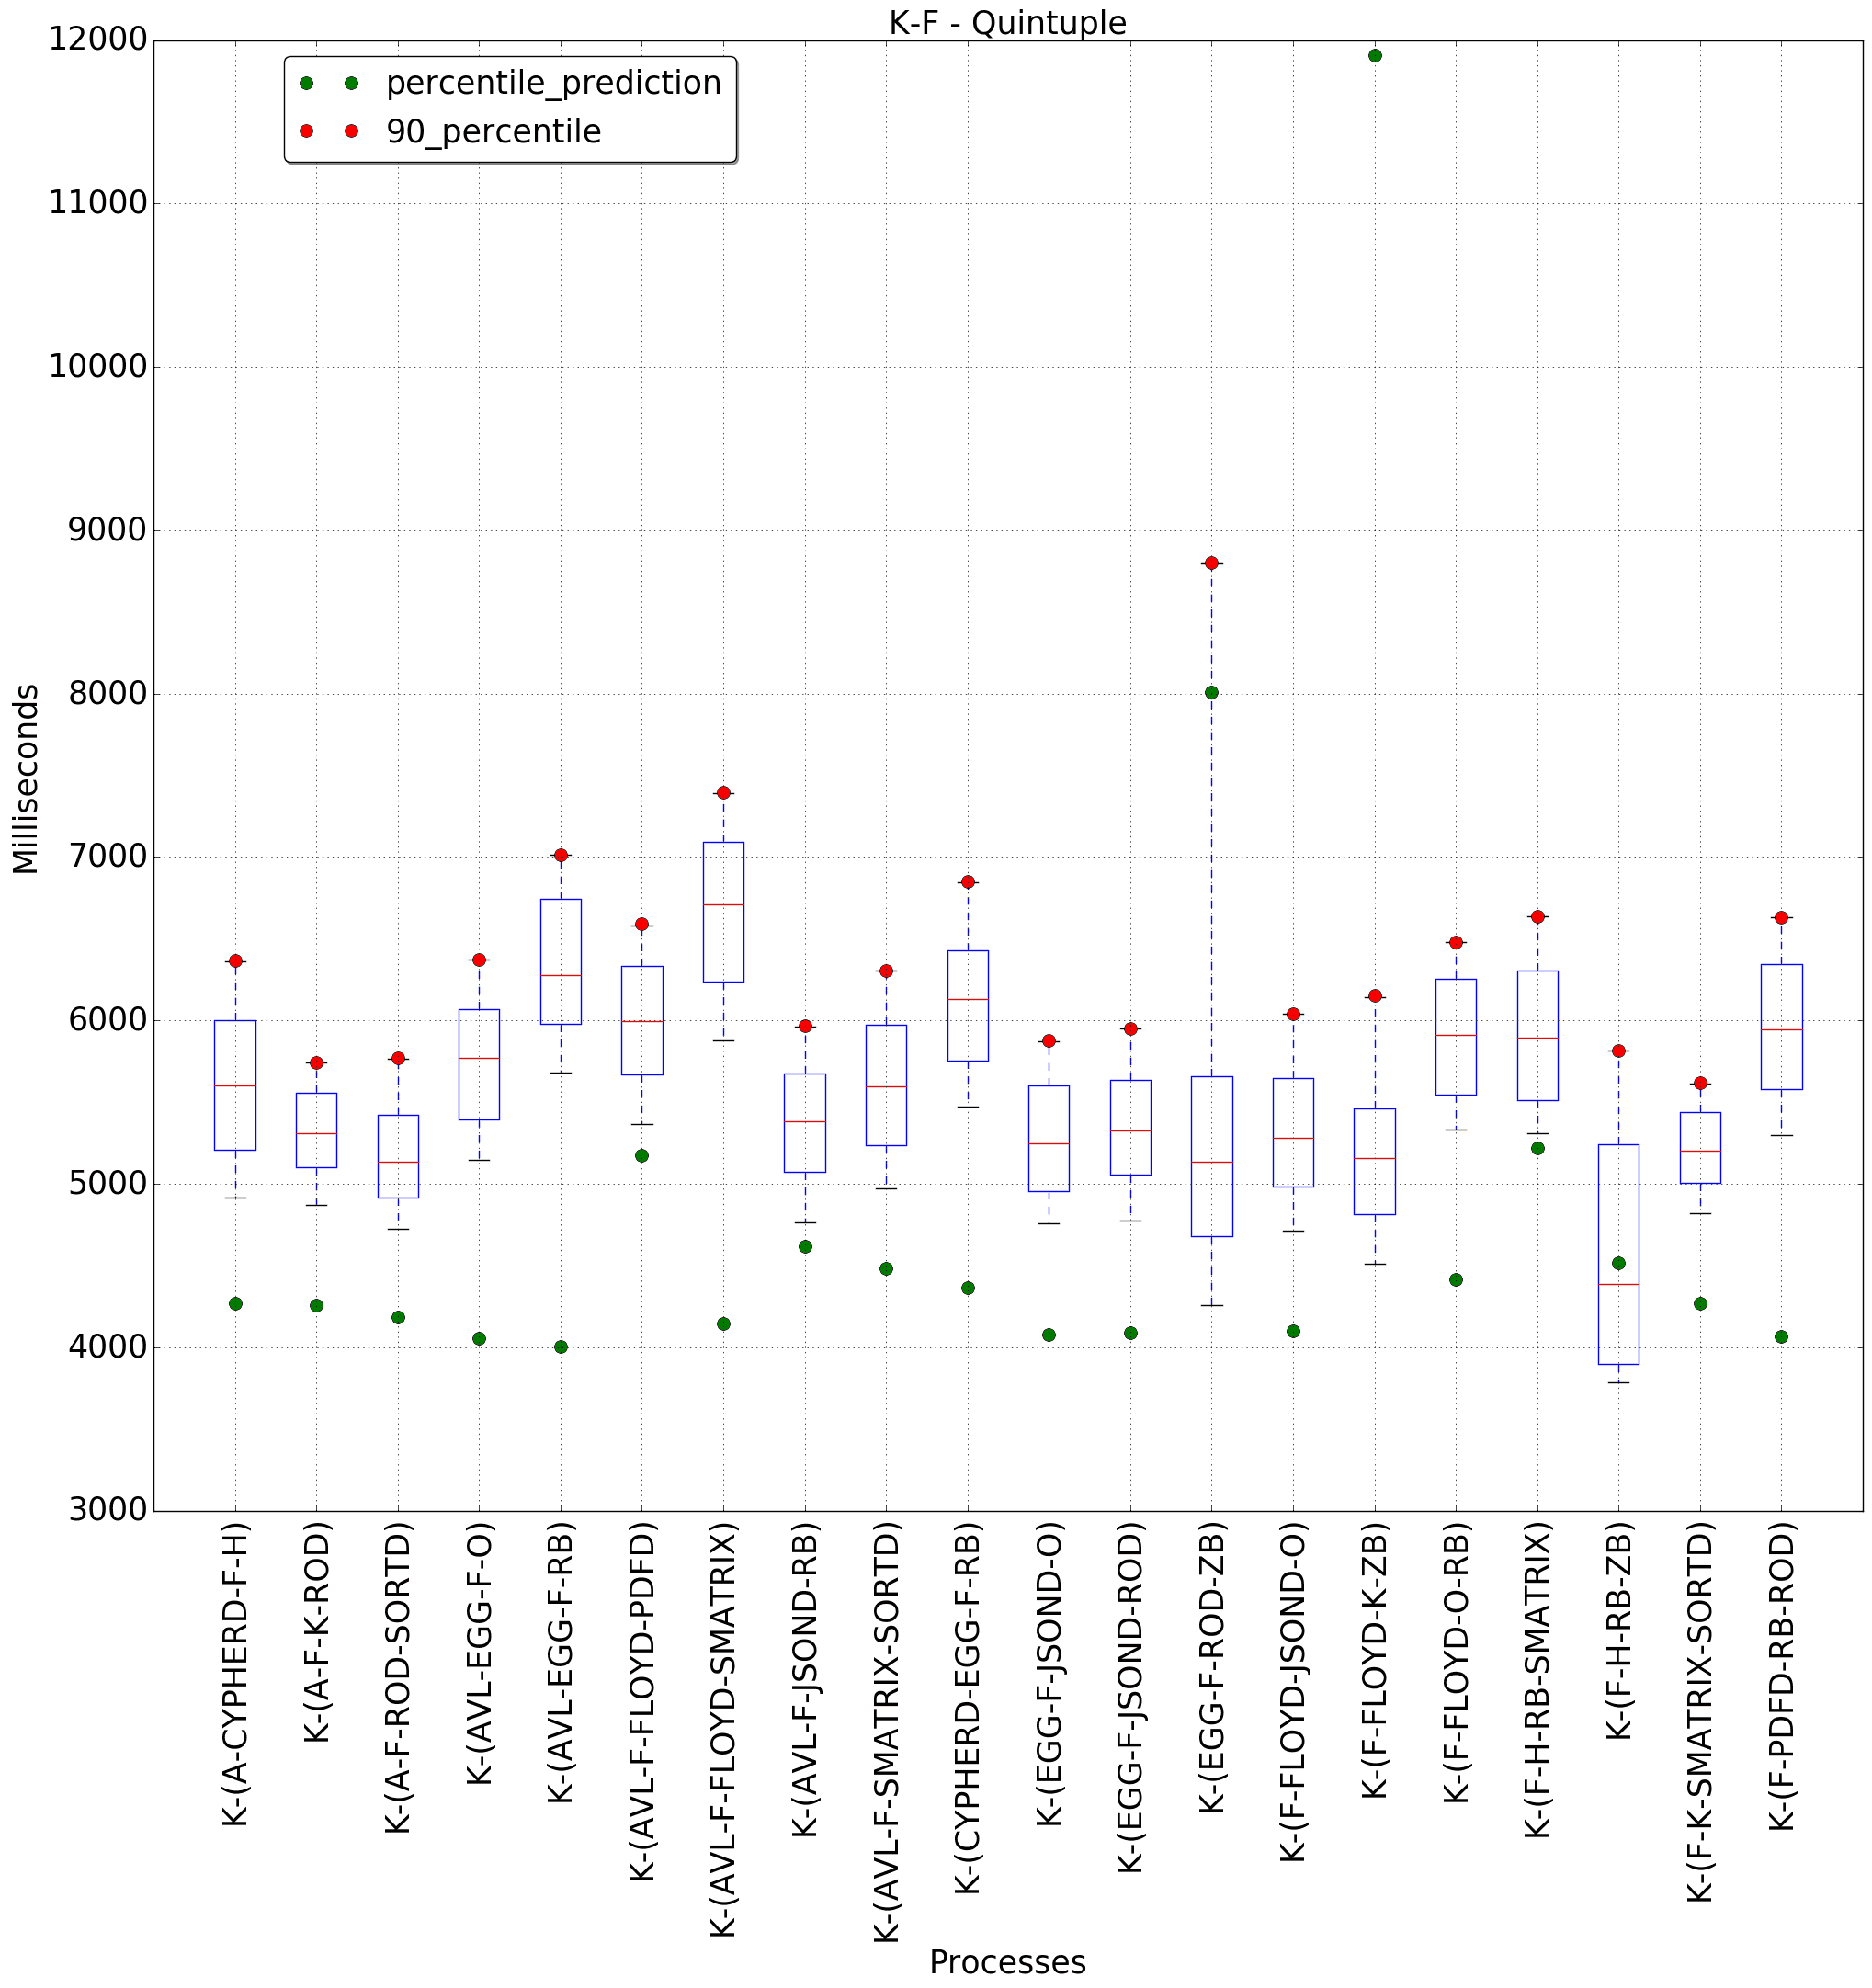 K-F - Quintuple
percentile_prediction
90_percentile
12000
11000
10000
9000
8000
7000
6000
5000
4000
3000
Milliseconds
K-(A-CYPHERD-F-H)
K-(A-F-K-ROD)
K-(A-F-ROD-SORTD)
K-(AVL-EGG-F-O)
K-(AVL-EGG-F-RB)
K-(AVL-F-FLOYD-PDFD)
K-(AVL-F-FLOYD-SMATRIX)
K-(AVL-F-JSOND-RB)
K-(AVL-F-SMATRIX-SORTD)
K-(CYPHERD-EGG-F-RB)
K-(EGG-F-JSOND-O)
K-(EGG-F-JSOND-ROD)
K-(EGG-F-ROD-ZB)
K-(F-FLOYD-JSOND-O)
K-(F-FLOYD-K-ZB)
K-(F-FLOYD-O-RB)
K-(F-H-RB-SMATRIX)
K-(F-H-RB-ZB)
K-(F-K-SMATRIX-SORTD)
K-(F-PDFD-RB-ROD)
Processes